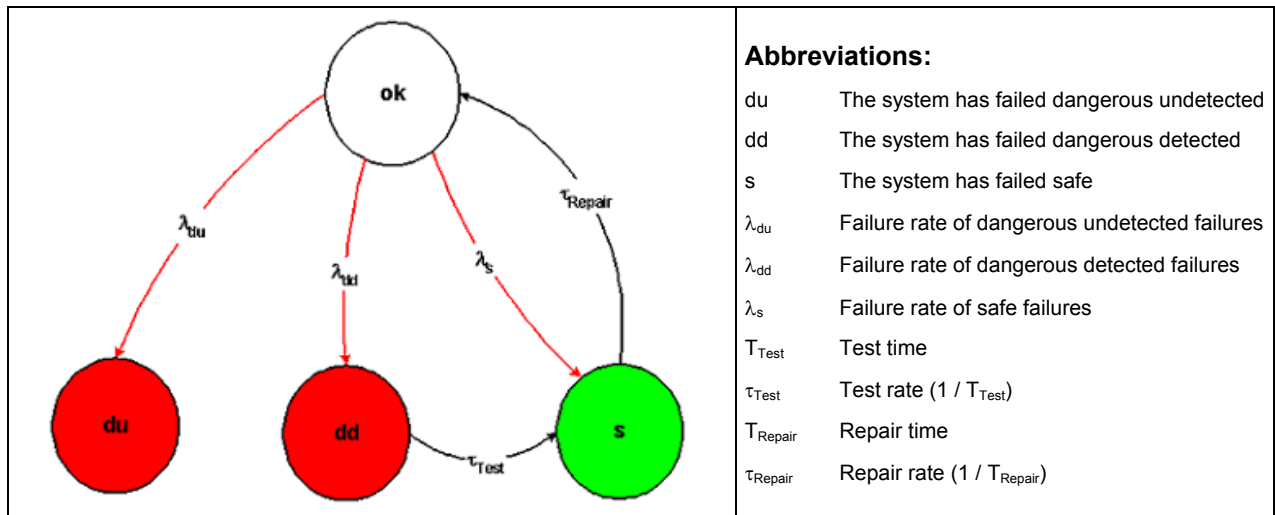 ok
λdu
λdd
λs
τRepair
du
dd
s
τTest
Abbreviations:
du The system has failed dangerous undetected
dd The system has failed dangerous detected
s The system has failed safe
λdu Failure rate of dangerous undetected failures
λdd Failure rate of dangerous detected failures
λs Failure rate of safe failures
TTest Test time
τTest Test rate (1 / TTest)
TRepair Repair time
τRepair Repair rate (1 / TRepair)